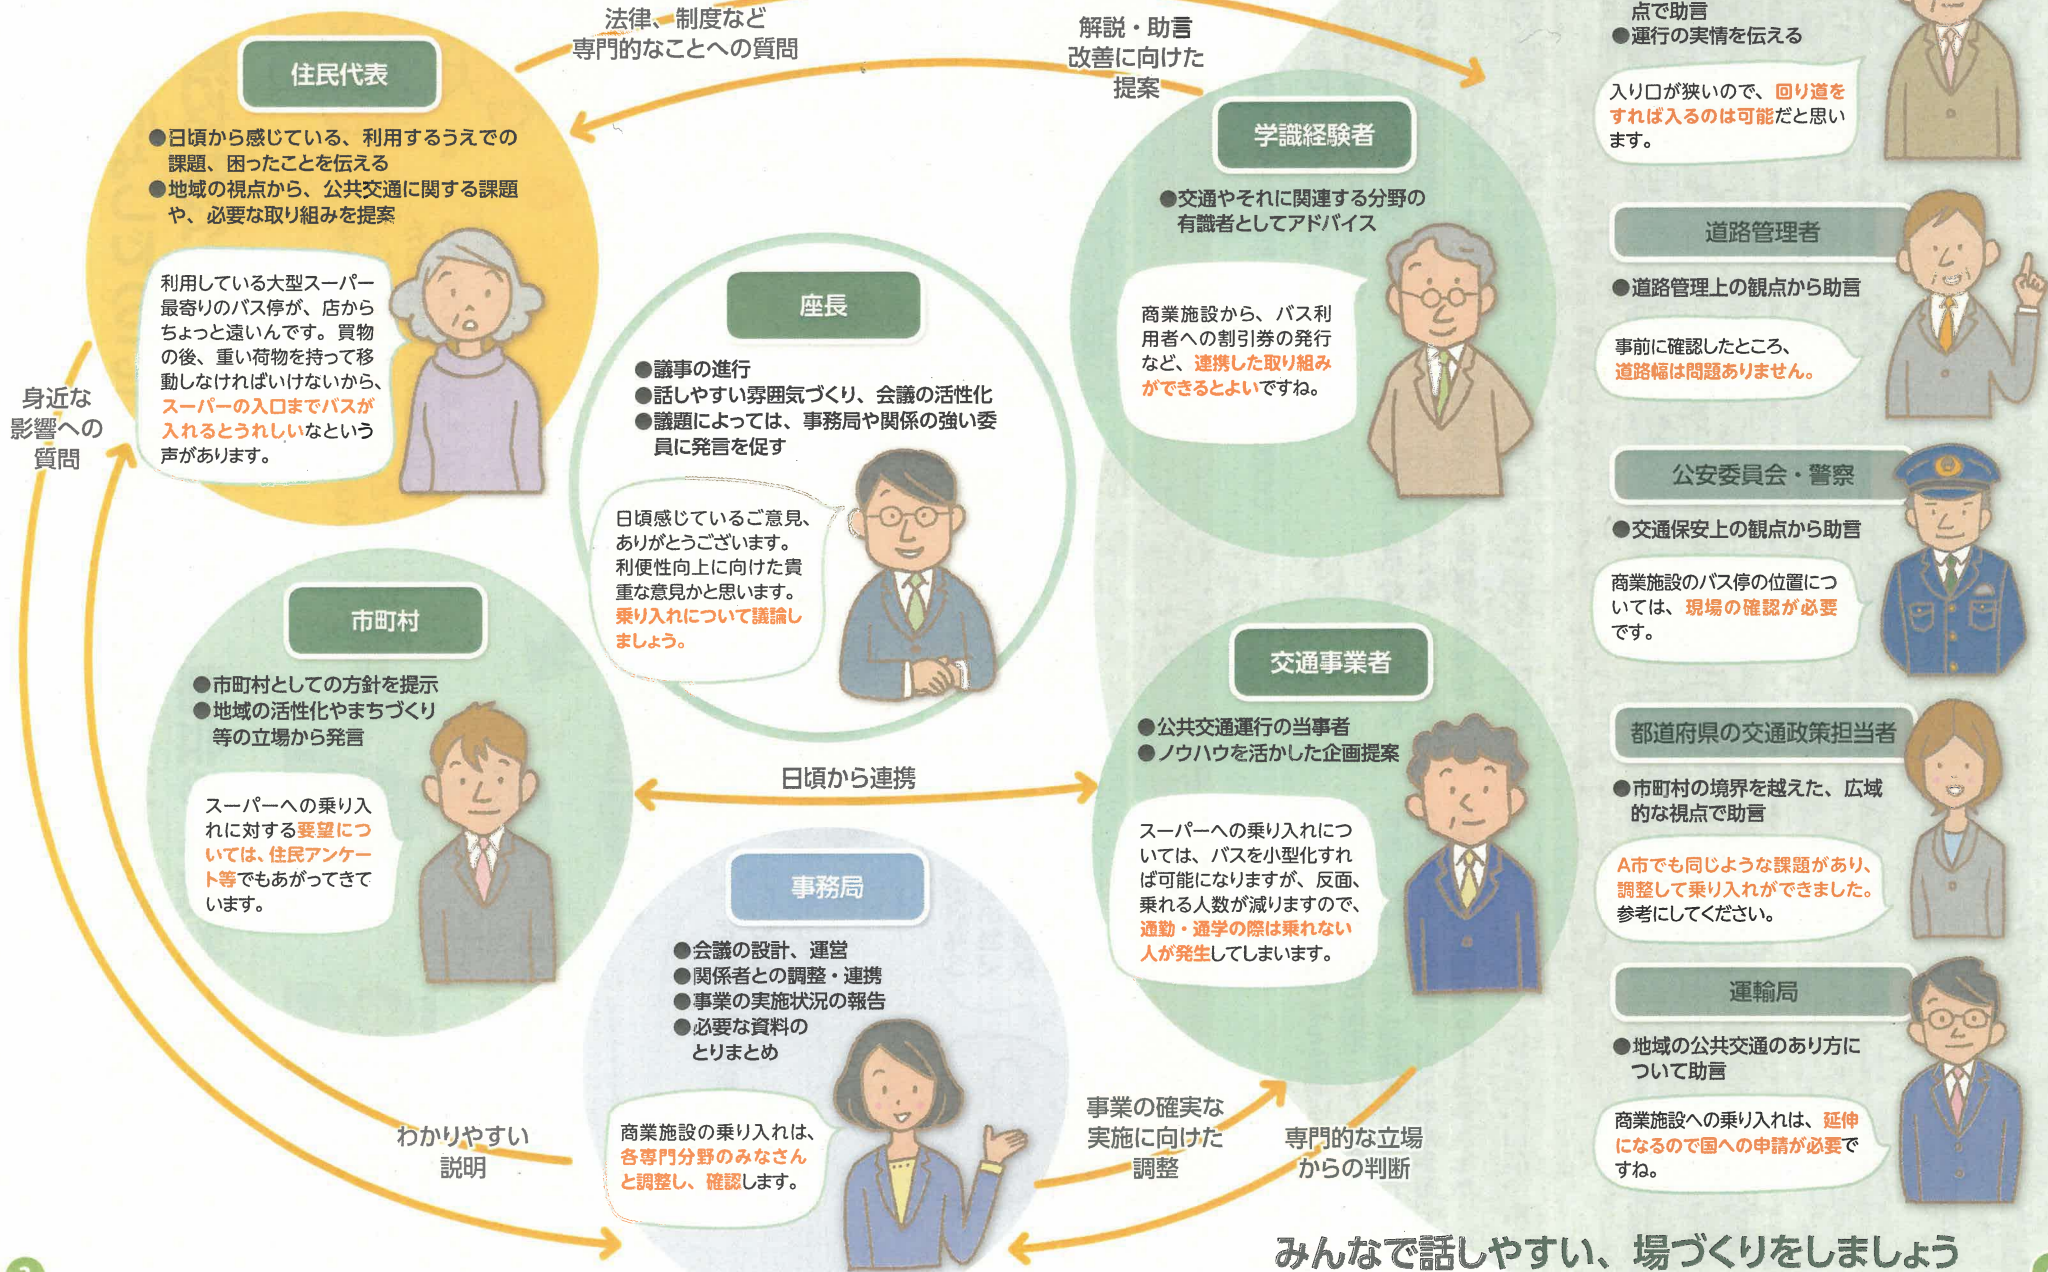 法律、制度など
専門的なことへの質問
解説・助言
改善に向けた
提案
点で助言
●運行の実情を伝える
入り口が狭いので、回り道を
すれば入るのは可能だと思い
ます。
住民代表
●日頃から感じている、利用するうえでの
課題、困ったことを伝える
●地域の視点から、公共交通に関する課題
や、必要な取り組みを提案
利用している大型スーパー
最寄りのバス停が、店から
ちょっと遠いんです。買物
の後、重い荷物を持って移
動しなければいけないから、
スーパーの入口までバスが
入れるとうれしいなという
声があります。
学識経験者
●交通やそれに関連する分野の
有識者としてアドバイス
商業施設から、バス利
用者への割引券の発行
など、連携した取り組み
ができるとよいですね。
道路管理者
●道路管理上の観点から助言
事前に確認したところ、
道路幅は問題ありません。
座長
●議事の進行
●話しやすい雰囲気づくり、会議の活性化
●議題によっては、事務局や関係の強い委
員に発言を促す
日頃感じているご意見、
ありがとうございます。
利便性向上に向けた貴
重な意見かと思います。
乗り入れについて議論し
ましょう。
身近な
影響への
質問
公安委員会・警察
●交通保安上の観点から助言
商業施設のバス停の位置につ
いては、現場の確認が必要
です。
市町村
●市町村としての方針を提示
●地域の活性化やまちづくり
等の立場から発言
スーパーへの乗り入
れに対する要望につ
いては、住民アンケー
ト等でもあがってきて
います。
日頃から連携
交通事業者
●公共交通運行の当事者
●ノウハウを活かした企画提案
スーパーへの乗り入れにつ
いては、バスを小型化すれ
ば可能になりますが、反面、
乗れる人数が減りますので、
通勤・通学の際は乗れない
人が発生してしまいます。
都道府県の交通政策担当者
●市町村の境界を越えた、広域
的な視点で助言
A市でも同じような課題があり、
調整して乗り入れができました。
参考にしてください。
事務局
●会議の設計、運営
●関係者との調整・連携
●事業の実施状況の報告
●必要な資料の
とりまとめ
商業施設の乗り入れは、
各専門分野のみなさん
と調整し、確認します。
運輸局
●地域の公共交通のあり方に
ついて助言
商業施設への乗り入れは、延伸
になるので国への申請が必要で
すね。
わかりやすい
説明
事業の確実な
実施に向けた
調整
専門的な立場
からの判断
みんなで話しやすい、場づくりをしましょう